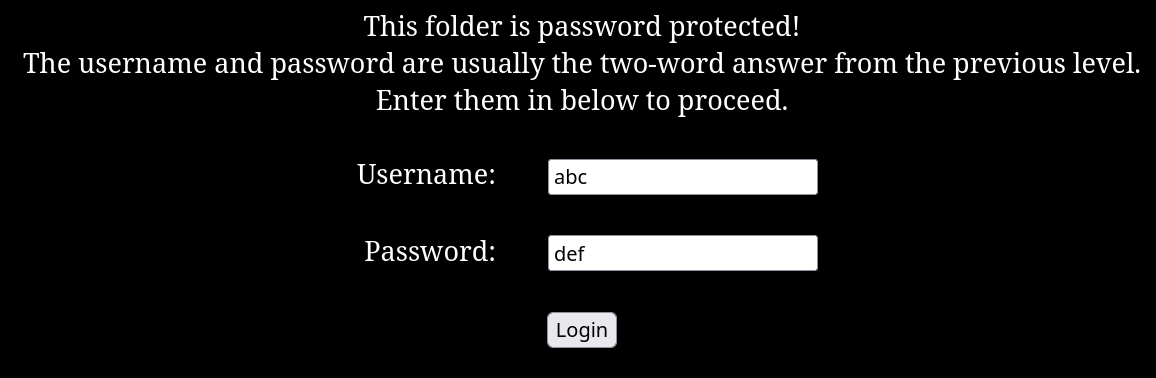 This folder is password protected!
The username and password are usually the two-word answer from the previous level.
Enter them in below to proceed.
Username: abc
Password: def
Login